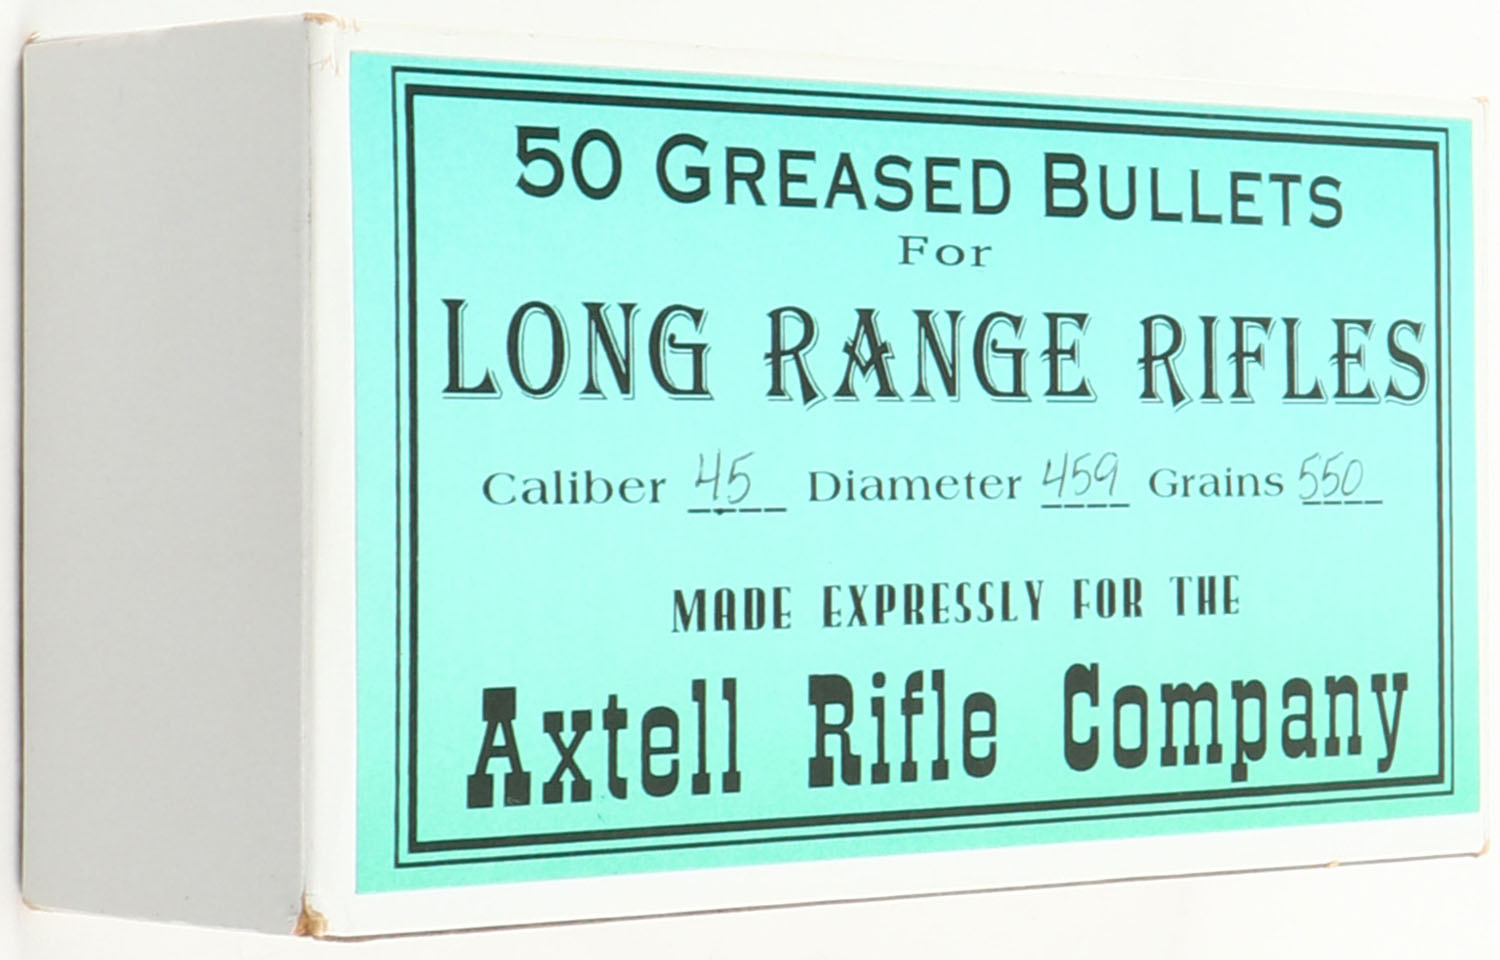 50 GREASED BULLETS
For
LONG RANGE RIFLES
Caliber 45 Diameter 459 Grains 550
MADE EXPRESSLY FOR THE
Axtell Rifle Company